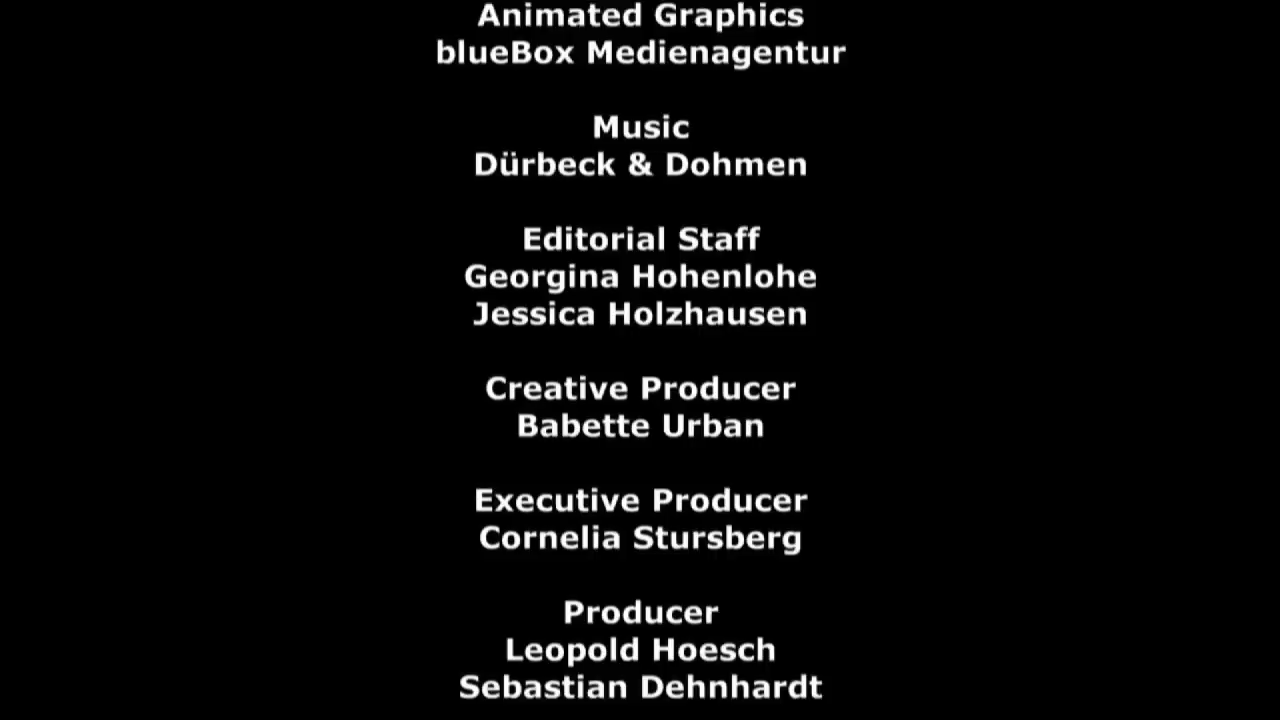 Animated Graphics
blueBox Medienagentur
Music
Dürbeck & Dohmen
Editorial Staff
Georgina Hohenlohe
Jessica Holzhausen
Creative Producer
Babette Urban
Executive Producer
Cornelia Stursberg
Producer
Leopold Hoesch
Sebastian Dehnhardt